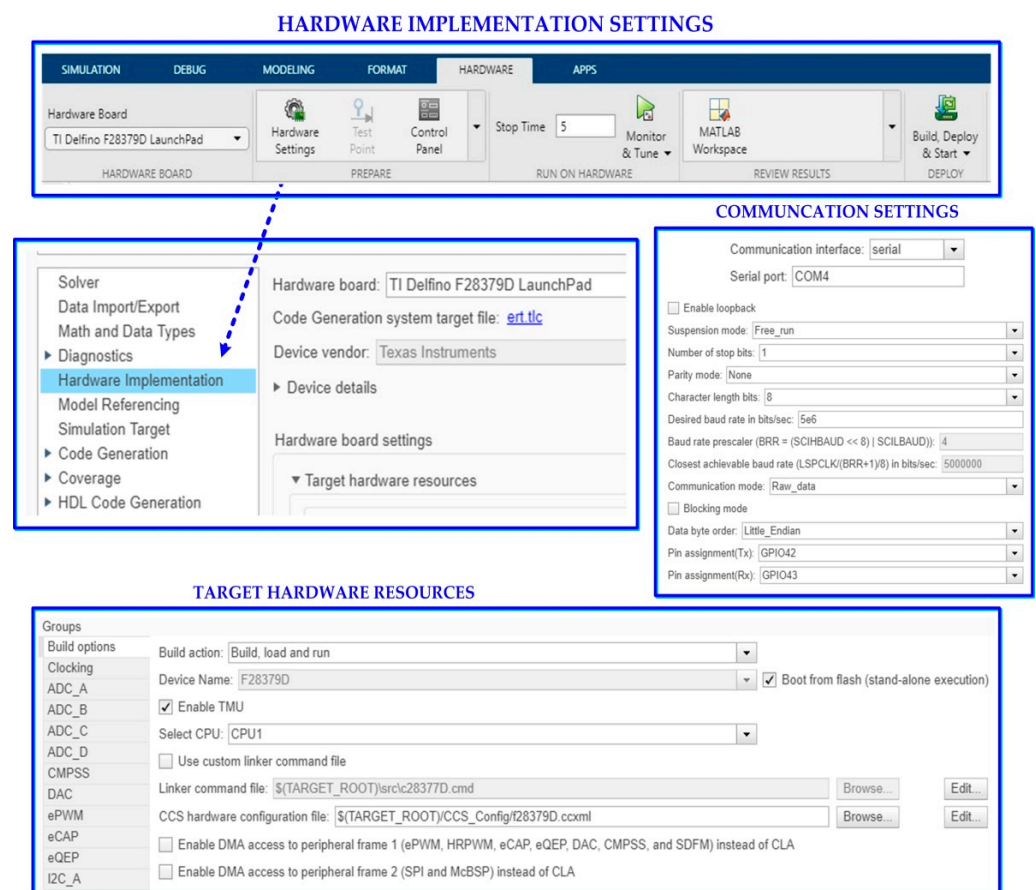 HARDWARE IMPLEMENTATION SETTINGS
SIMULATION DEBUG MODELING FORMAT HARDWARE APPS
Hardware Board
TI Delfino F28379D LaunchPad
Hardware Settings
Test Point
Control Panel
Stop Time 5
Monitor & Tune
MATLAB Workspace
Build, Deploy & Start
HARDWARE BOARD PREPARE RUN ON HARDWARE REVIEW RESULTS DEPLOY
Solver
Data Import/Export
Math and Data Types
Diagnostics
Hardware Implementation
Model Referencing
Simulation Target
Code Generation
Coverage
HDL Code Generation
Hardware board: TI Delfino F28379D LaunchPad
Code Generation system target file: ert.tlc
Device vendor: Texas Instruments
Device details
Hardware board settings
Target hardware resources
COMMUNCATION SETTINGS
Communication interface: serial
Serial port: COM4
Enable loopback
Suspension mode: Free_run
Number of stop bits: 1
Parity mode: None
Character length bits: 8
Desired baud rate in bits/sec: 5e6
Baud rate prescaler (BRR = (SCIHBAUD << 8) | SCILBAUD)): 4
Closest achievable baud rate (LSPCLK/(BRR+1)/8) in bits/sec: 5000000
Communication mode: Raw_data
Blocking mode
Data byte order: Little_Endian
Pin assignment(Tx): GPIO42
Pin assignment(Rx): GPIO43
TARGET HARDWARE RESOURCES
Groups
Build options
Clocking
ADC_A
ADC_B
ADC_C
ADC_D
CMPSS
DAC
ePWM
eCAP
eQEP
I2C_A
Build action: Build, load and run
Device Name: F28379D
Boot from flash (stand-alone execution)
Enable TMU
Select CPU: CPU1
Use custom linker command file
Linker command file: $(TARGET_ROOT)\src\c28377D.cmd Browse... Edit...
CCS hardware configuration file: $(TARGET_ROOT)/CCS_Config/f28379D.ccxml Browse... Edit...
Enable DMA access to peripheral frame 1 (ePWM, HRPWM, eCAP, eQEP, DAC, CMPSS, and SDFM) instead of CLA
Enable DMA access to peripheral frame 2 (SPI and McBSP) instead of CLA